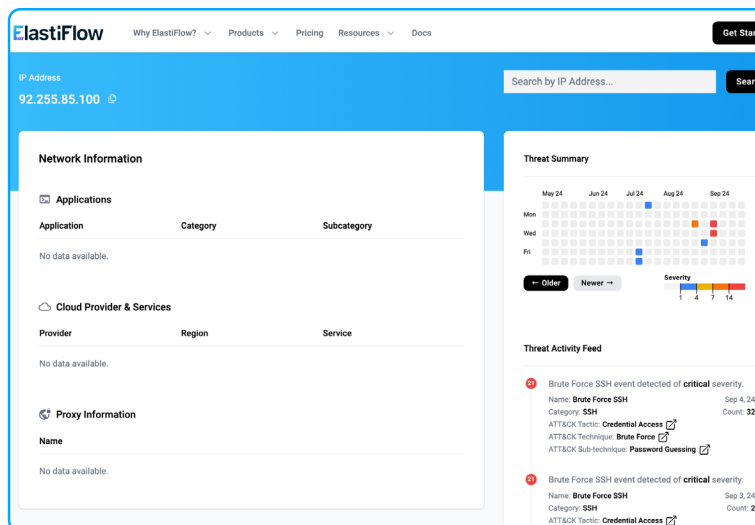 ElastiFlow
Why ElastiFlow? Products Pricing Resources Docs
Get Star
IP Address
92.255.85.100
Search by IP Address...
Sear
Network Information
Applications
Application Category Subcategory
No data available.
Cloud Provider & Services
Provider Region Service
No data available.
Proxy Information
Name
No data available.
Threat Summary
May 24 Jun 24 Jul 24 Aug 24 Sep 24
Mon
Wed
Fri
← Older Newer →
Severity
1 4 7 14
Threat Activity Feed
21 Brute Force SSH event detected of critical severity.
Name: Brute Force SSH Sep 4, 24
Category: SSH Count: 32
ATT&CK Tactic: Credential Access
ATT&CK Technique: Brute Force
ATT&CK Sub-technique: Password Guessing
21 Brute Force SSH event detected of critical severity.
Name: Brute Force SSH Sep 3, 24
Category: SSH Count: 2
ATT&CK Tactic: Credential Access